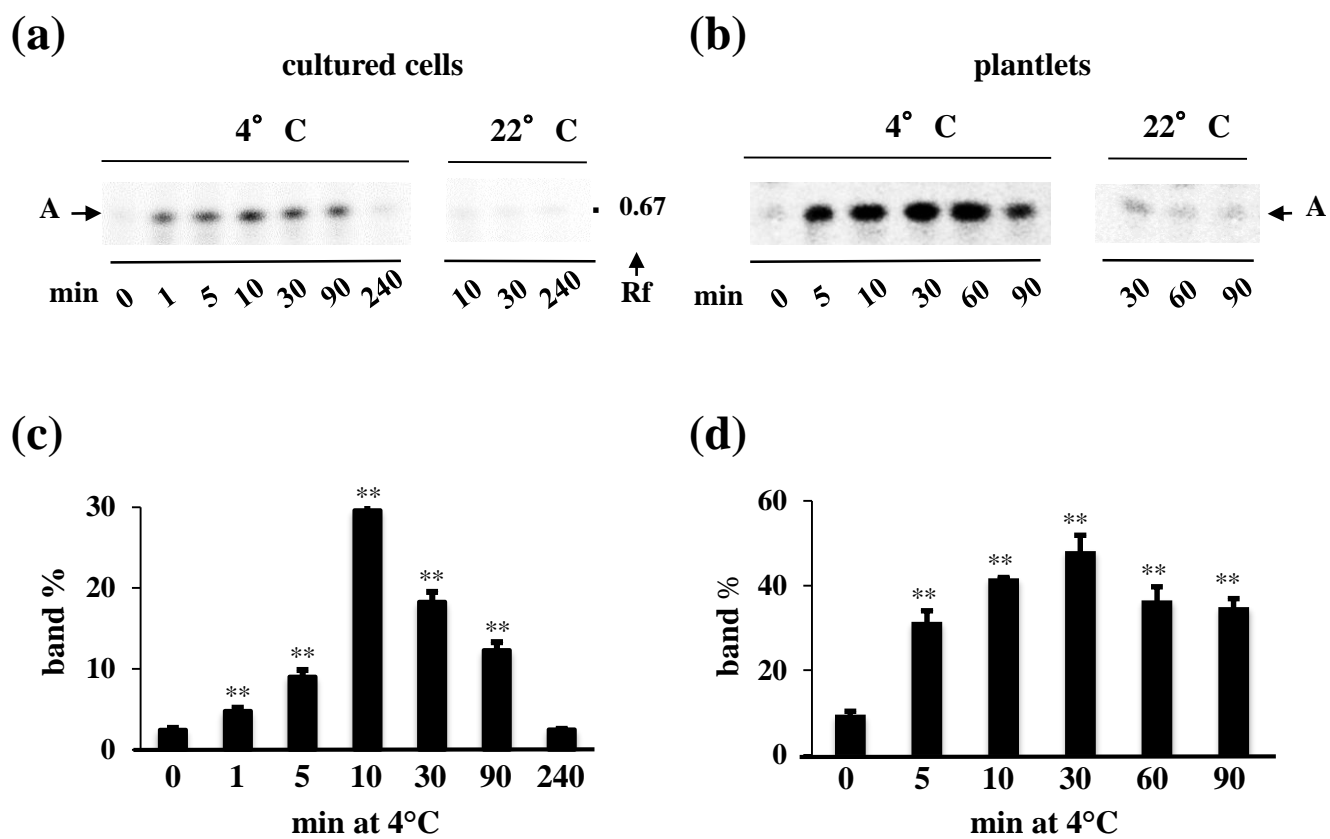 (a)
cultured cells
4° C
22° C
A
0.67
min 0 1 5 10 30 90 240
10 30 240
Rf
(b)
plantlets
4° C
22° C
A
min 0 5 10 30 60 90
30 60 90
(c)
band %
30
20
10
0
** ** ** ** **
0 1 5 10 30 90 240
min at 4°C
(d)
band %
60
40
20
0
** ** ** ** **
0 5 10 30 60 90
min at 4°C